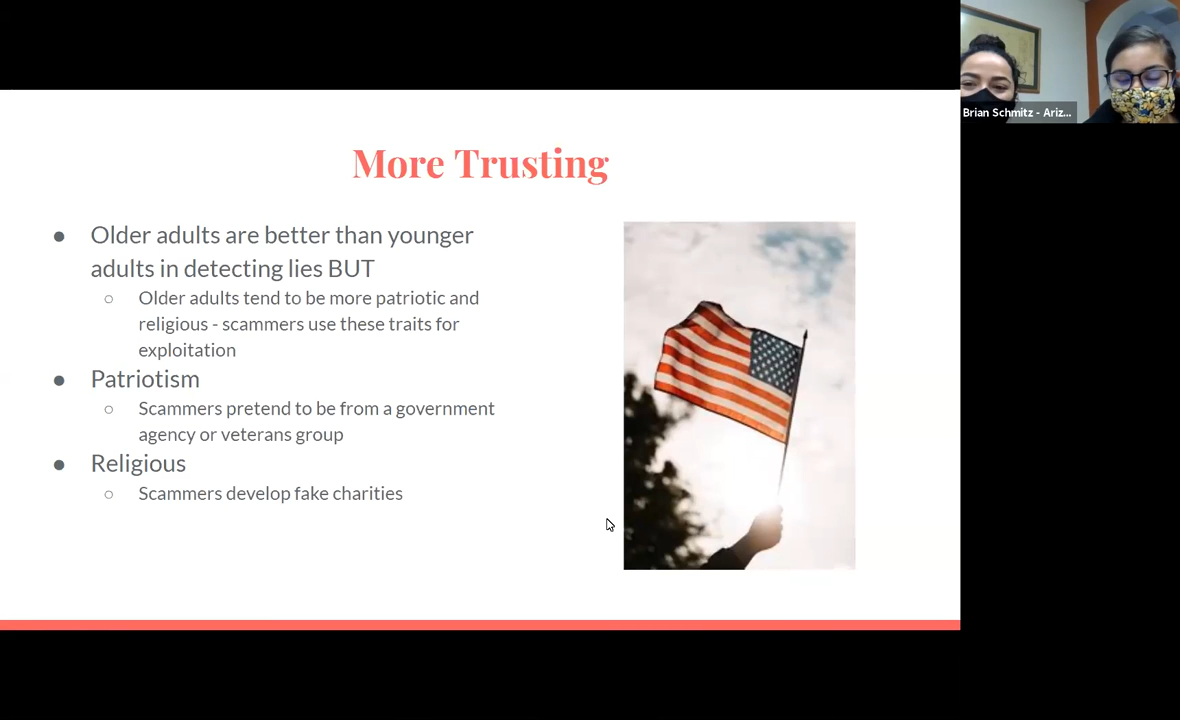 More Trusting
● Older adults are better than younger
adults in detecting lies BUT
○ Older adults tend to be more patriotic and
religious - scammers use these traits for
exploitation
● Patriotism
○ Scammers pretend to be from a government
agency or veterans group
● Religious
○ Scammers develop fake charities
Brian Schmitz - Ariz...